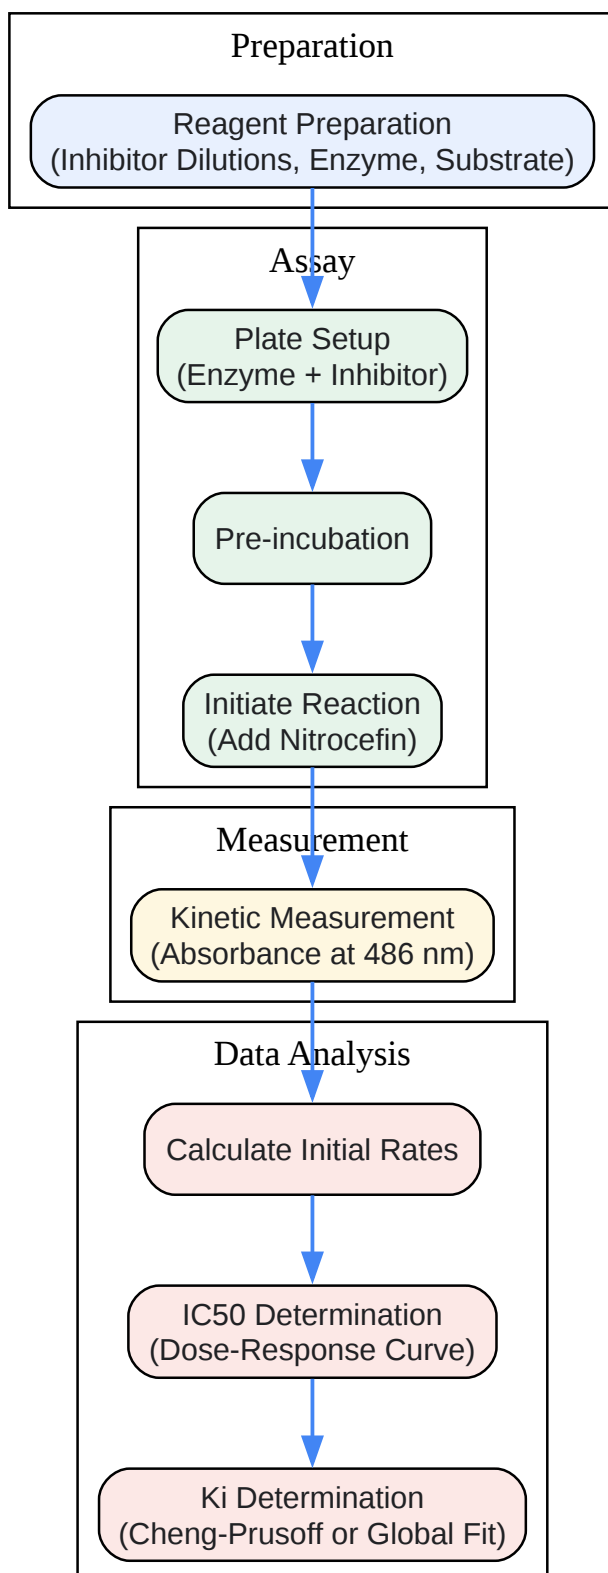 Preparation
Reagent Preparation
(Inhibitor Dilutions, Enzyme, Substrate)
Assay
Plate Setup
(Enzyme + Inhibitor)
Pre-incubation
Initiate Reaction
(Add Nitrocefin)
Measurement
Kinetic Measurement
(Absorbance at 486 nm)
Data Analysis
Calculate Initial Rates
IC50 Determination
(Dose-Response Curve)
Ki Determination
(Cheng-Prusoff or Global Fit)